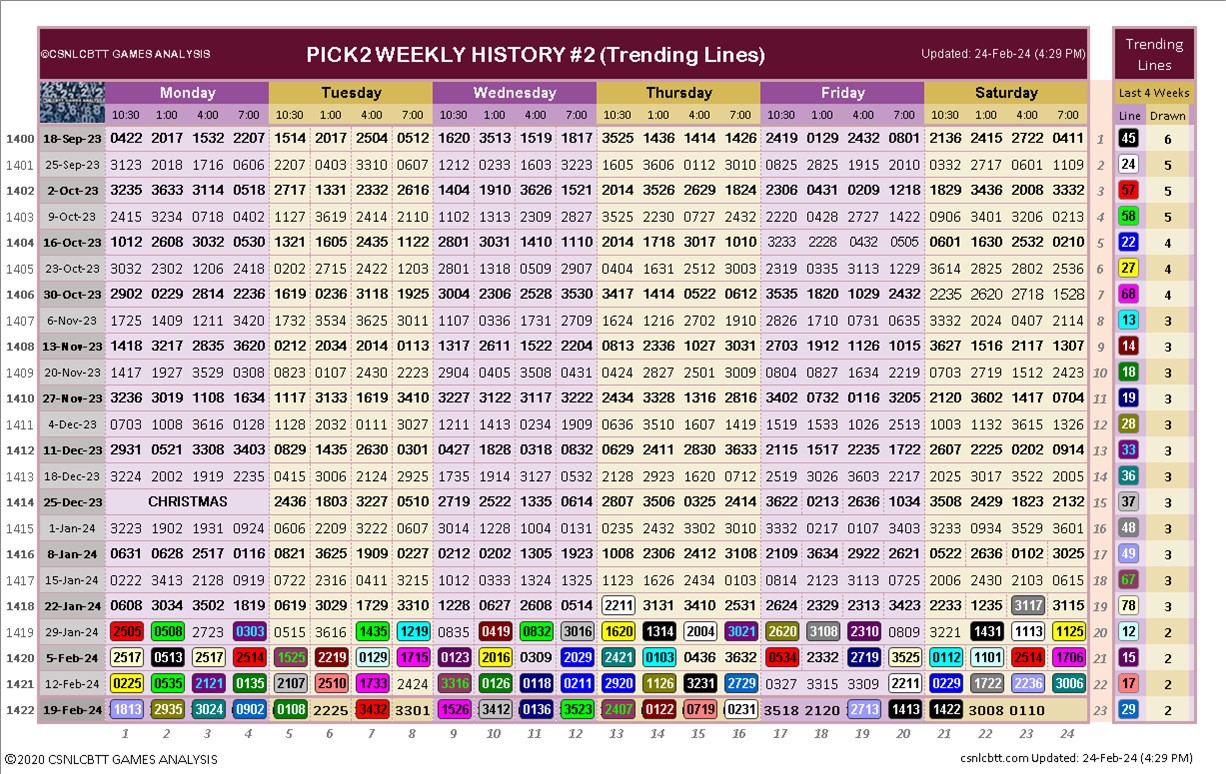 ©CSNLCBTT GAMES ANALYSIS PICK2 WEEKLY HISTORY #2 (Trending Lines) Updated: 24-Feb-24 (4:29 PM) Trending Lines
Monday Tuesday Wednesday Thursday Friday Saturday Last 4 Weeks
10:30 1:00 4:00 7:00 10:30 1:00 4:00 7:00 10:30 1:00 4:00 7:00 10:30 1:00 4:00 7:00 10:30 1:00 4:00 7:00 10:30 1:00 4:00 7:00 Line Drawn
1400 18-Sep-23 0422 2017 1532 2207 1514 2017 2504 0512 1620 3513 1519 1817 3525 1436 1414 1426 2419 0129 2432 0801 2136 2415 2722 0411 1 45 6
1401 25-Sep-23 3123 2018 1716 0606 2207 0403 3310 0607 1212 0233 1603 3223 1605 3606 0112 3010 0825 2825 1915 2010 0332 2717 0601 1109 2 24 5
1402 2-Oct-23 3235 3633 3114 0518 2717 1331 2332 2616 1404 1910 3626 1521 2014 3526 2629 1824 2306 0431 0209 1218 1829 3436 2008 3332 3 57 5
1403 9-Oct-23 2415 3234 0718 0402 1127 3619 2414 2110 1102 1313 2309 2827 3525 2230 0727 2432 2220 0428 2727 1422 0906 3401 3206 0213 4 58 5
1404 16-Oct-23 1012 2608 3032 0530 1321 1605 2435 1122 2801 3031 1410 1110 2014 1718 3017 1010 3233 2228 0432 0505 0601 1630 2532 0210 5 22 4
1405 23-Oct-23 3032 2302 1206 2418 0202 2715 2422 1203 2801 1318 0509 2907 0404 1631 2512 3003 2319 0335 3113 1229 3614 2825 2802 2536 6 27 4
1406 30-Oct-23 2902 0229 2814 2236 1619 0236 3118 1925 3004 2306 2528 3530 3417 1414 0522 0612 3535 1820 1029 2432 2235 2620 2718 1528 7 68 4
1407 6-Nov-23 1725 1409 1211 3420 1732 3534 3625 3011 1107 0336 1731 2709 1624 1216 2702 1910 2826 1710 0731 0635 3332 2024 0407 2114 8 13 3
1408 13-Nov-23 1418 3217 2835 3620 0212 2034 2014 0113 1317 2611 1522 2204 0813 2336 1027 3031 2703 1912 1126 1015 3627 1516 2117 1307 9 14 3
1409 20-Nov-23 1417 1927 3529 0308 0823 0107 2430 2223 2904 0405 3508 0431 0424 2827 2501 3009 0804 0827 1634 2219 0703 2719 1512 2423 10 18 3
1410 27-Nov-23 3236 3019 1108 1634 1117 3133 1619 3410 3227 3122 3117 3222 2434 3328 1316 2816 3402 0732 0116 3205 2120 3602 1417 0704 11 19 3
1411 4-Dec-23 0703 1008 3616 0128 1128 2032 0111 3027 1211 1413 0234 1909 0636 3510 1607 1419 1519 1533 1026 2513 1003 1132 3615 1326 12 28 3
1412 11-Dec-23 2931 0521 3308 3403 0829 1435 2630 0301 0427 1828 0318 0832 0629 2411 2830 3633 2115 1517 2235 1722 2607 2225 0202 0914 13 33 3
1413 18-Dec-23 3224 2002 1919 2235 0415 3006 2124 2923 1735 1914 3127 0532 2128 2923 1620 0712 2519 3026 3603 2217 2025 3017 3522 2005 14 36 3
1414 25-Dec-23 CHRISTMAS 2436 1803 3227 0510 2719 2522 1335 0614 2807 3506 0325 2414 3622 0213 2636 1034 3508 2429 1823 2132 15 37 3
1415 1-Jan-24 3223 1902 1931 0924 0606 2209 3222 0607 3014 1228 1004 0131 0235 2432 3302 3010 3332 0217 0107 3403 3233 0934 3529 3601 16 48 3
1416 8-Jan-24 0631 0628 2517 0116 0821 3625 1909 0227 0212 0202 1305 1923 1008 2306 2412 3108 2109 3634 2922 2621 0522 2636 0102 3025 17 49 3
1417 15-Jan-24 0222 3413 2128 0919 0722 2316 0411 3215 1012 0333 1324 1325 1123 1626 2434 0103 0814 2123 3113 0725 2006 2430 2103 0615 18 67 3
1418 22-Jan-24 0608 3034 3502 1819 0619 3029 1729 3310 1228 0627 2608 0514 2211 3131 3410 2531 2624 2329 2313 3423 2233 1235 3117 3115 19 78 3
1419 29-Jan-24 2505 0508 2723 0303 0515 3616 1435 1219 0835 0419 0832 3016 1620 1314 2004 3021 2620 3108 2310 0809 3221 1431 1113 1125 20 12 2
1420 5-Feb-24 2517 0513 2517 2514 1525 2219 0129 1715 0123 2016 0309 2029 2421 0103 0436 3632 0534 2332 2719 3525 0112 1101 2514 1706 21 15 2
1421 12-Feb-24 0225 0535 2121 0135 2107 2510 1733 2424 3316 0126 0118 0211 2920 1126 3231 2729 0327 3315 3309 2211 0229 1722 2236 3006 22 17 2
1422 19-Feb-24 1813 2935 3024 0902 0108 2225 3432 3301 1526 3412 0136 3523 2407 0122 0719 0231 3518 2120 2713 1413 1422 3008 0110 23 29 2
1 2 3 4 5 6 7 8 9 10 11 12 13 14 15 16 17 18 19 20 21 22 23 24
©2020 CSNLCBTT GAMES ANALYSIS csnlcbtt.com Updated: 24-Feb-24 (4:29 PM)